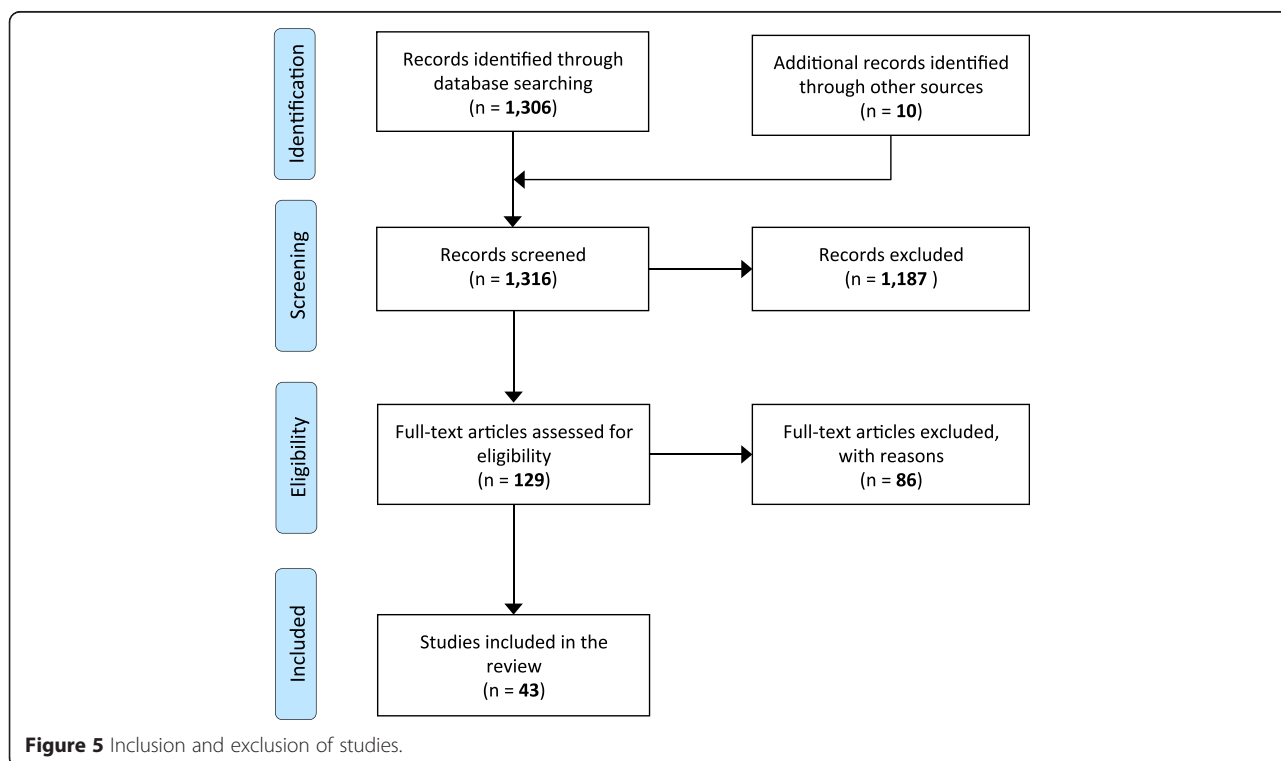 Identification
Records identified through
database searching
(n = 1,306)
Additional records identified
through other sources
(n = 10)
Screening
Records screened
(n = 1,316)
Records excluded
(n = 1,187 )
Eligibility
Full-text articles assessed for
eligibility
(n = 129)
Full-text articles excluded,
with reasons
(n = 86)
Included
Studies included in the
review
(n = 43)
Figure 5 Inclusion and exclusion of studies.